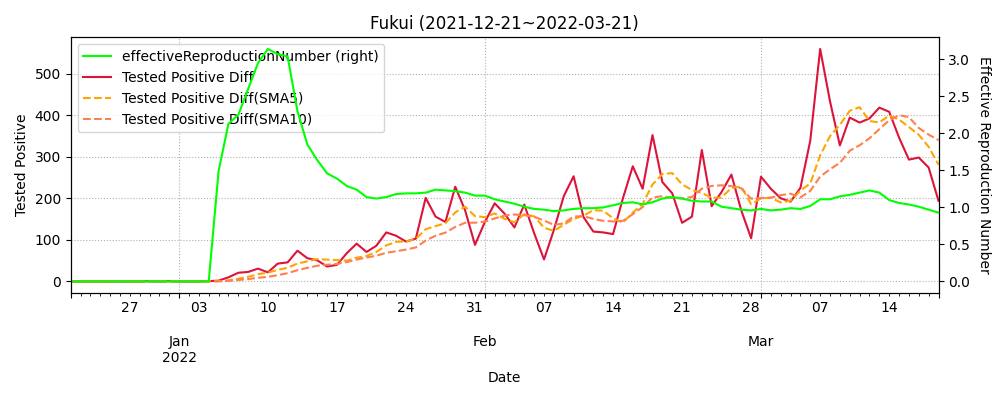 Fukui (2021-12-21~2022-03-21)
effectiveReproductionNumber (right)
Tested Positive Diff
Tested Positive Diff(SMA5)
Tested Positive Diff(SMA10)
Tested Positive
500
400
300
200
100
0
Effective Reproduction Number
3.0
2.5
2.0
1.5
1.0
0.5
0.0
27 03 10 17 24 31 07 14 21 28 07 14
Jan Feb Mar
2022
Date